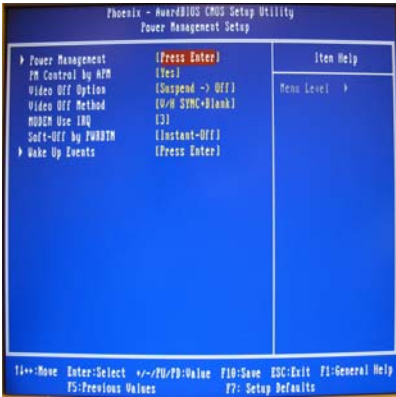 Phoenix - AwardBIOS CMOS Setup Utility
Power Management Setup
Power Management [Press Enter]
PM Control by APM [Yes]
Video Off Option [Suspend -> Off]
Video Off Method [V/H SYNC+Blank]
MODEM Use IRQ [3]
Soft-Off by PWRBTN [Instant-Off]
Wake Up Events [Press Enter]
Item Help
Menu Level
↑↓→←:Move Enter:Select +/-/PU/PD:Value F10:Save ESC:Exit F1:General Help
F5:Previous Values F7: Setup Defaults